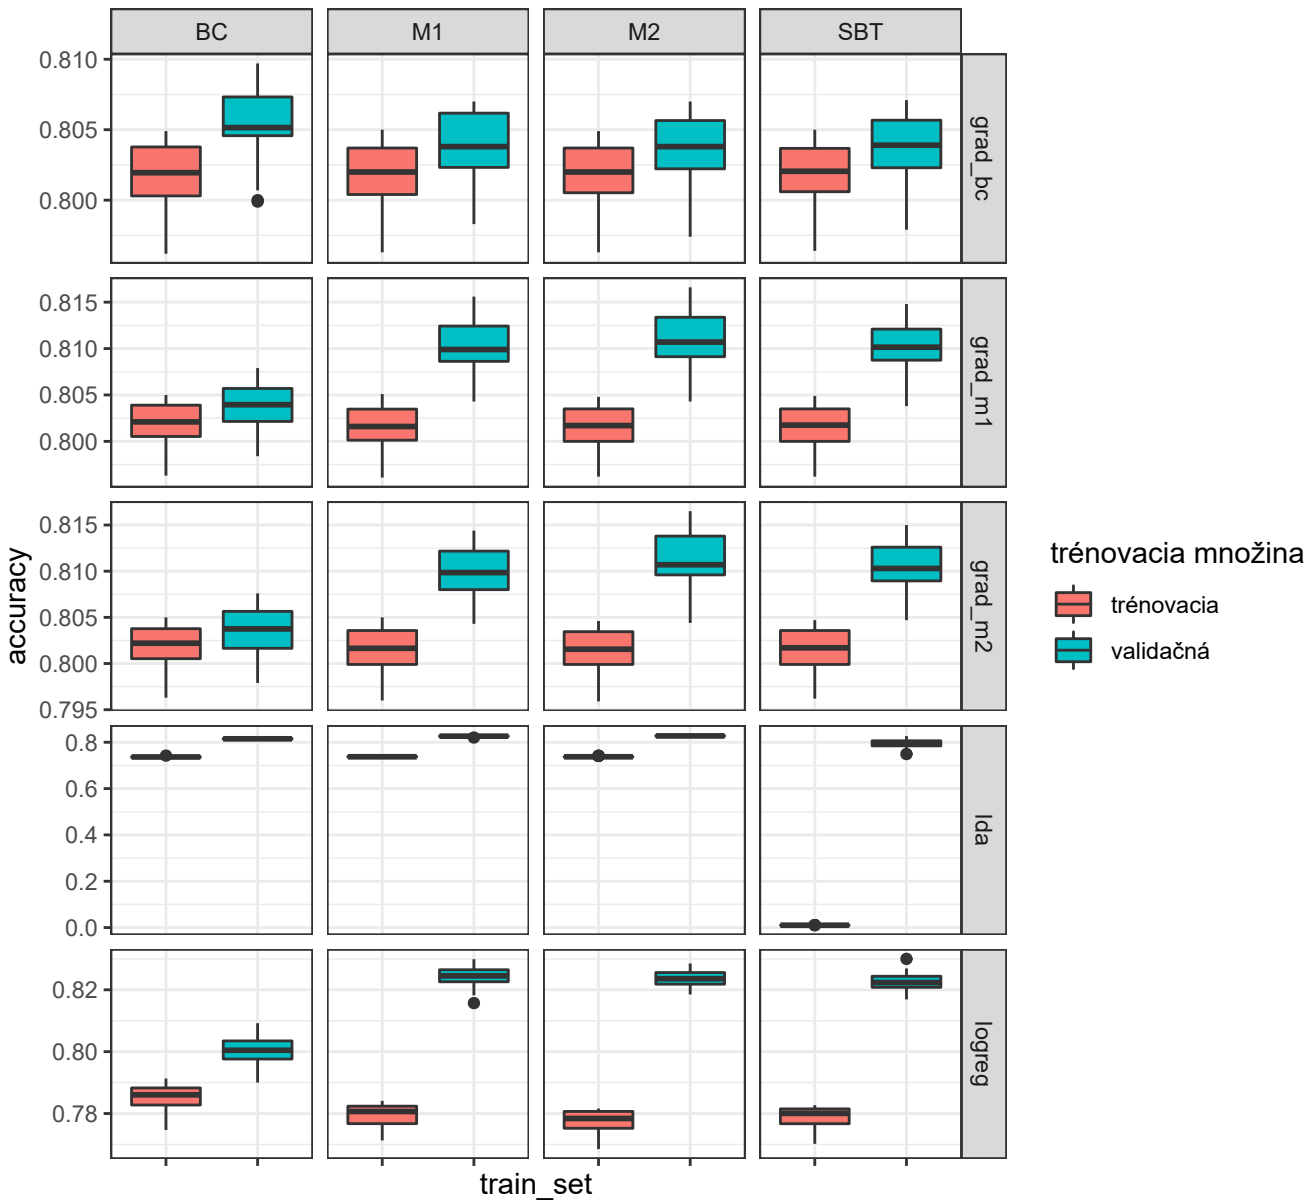 BC M1 M2 SBT
0.810
0.805
0.800
grad_bc
0.815
0.810
0.805
0.800
grad_m1
0.815
0.810
0.805
0.800
0.795
grad_m2
0.8
0.6
0.4
0.2
0.0
lda
0.82
0.80
0.78
logreg
accuracy
train_set
trénovacia množina
trénovacia
validačná